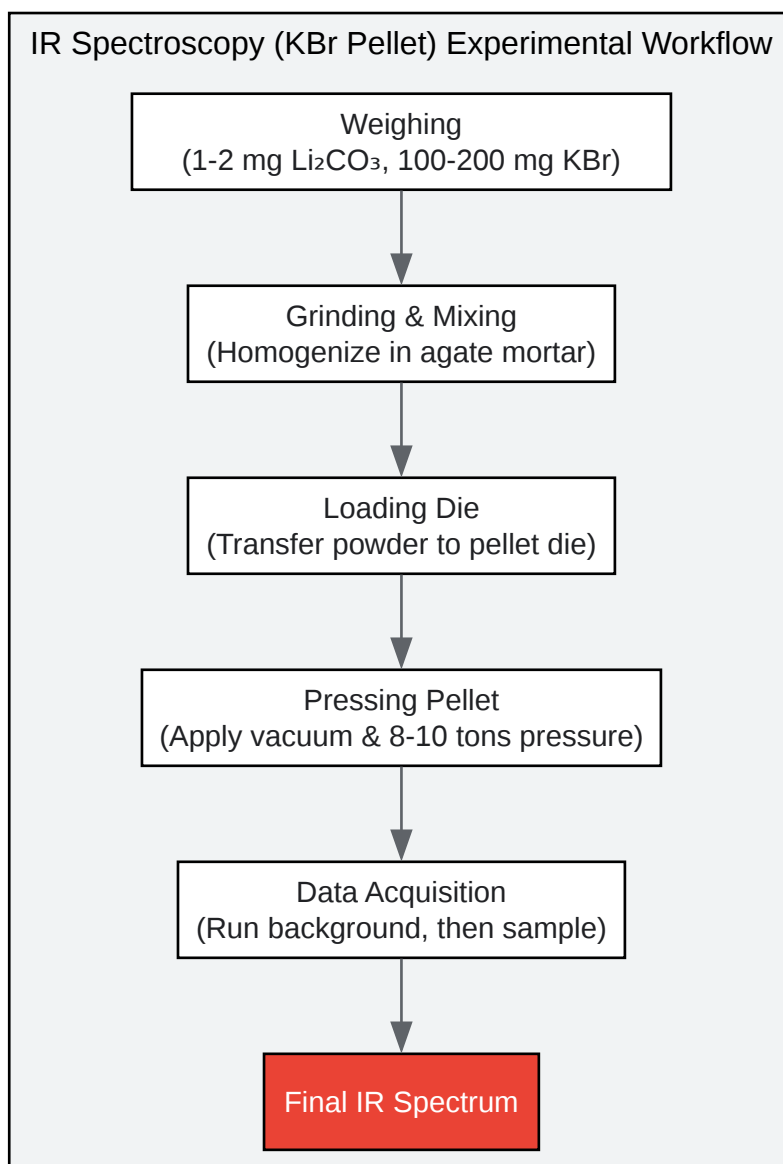 IR Spectroscopy (KBr Pellet) Experimental Workflow
Weighing
(1-2 mg Li₂CO₃, 100-200 mg KBr)
Grinding & Mixing
(Homogenize in agate mortar)
Loading Die
(Transfer powder to pellet die)
Pressing Pellet
(Apply vacuum & 8-10 tons pressure)
Data Acquisition
(Run background, then sample)
Final IR Spectrum